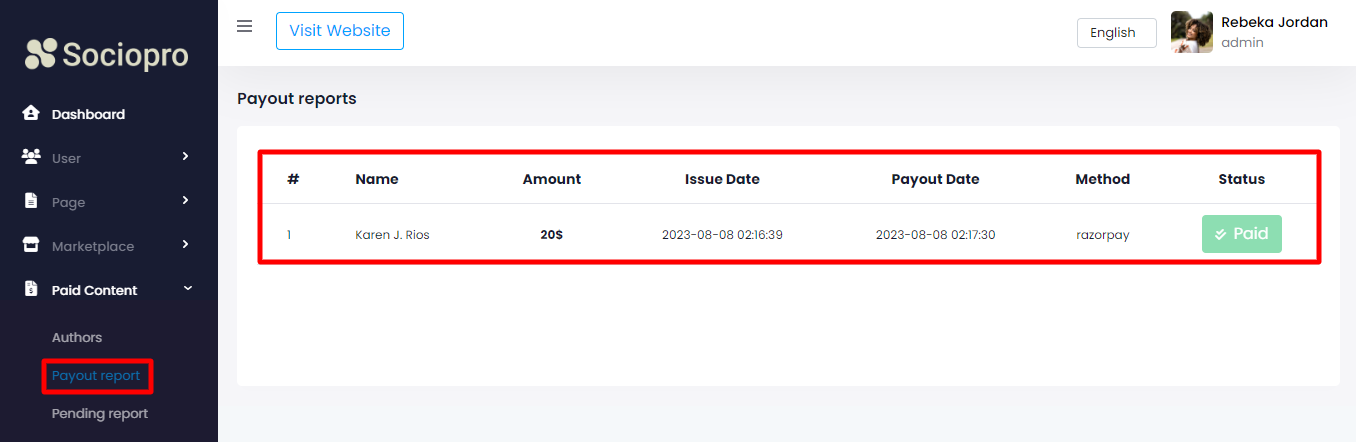 Sociopro
Visit Website
English
Rebeka Jordan
admin
Dashboard
User
Page
Marketplace
Paid Content
Authors
Payout report
Pending report
Payout reports
# Name Amount Issue Date Payout Date Method Status
1 Karen J. Rios 20$ 2023-08-08 02:16:39 2023-08-08 02:17:30 razorpay Paid